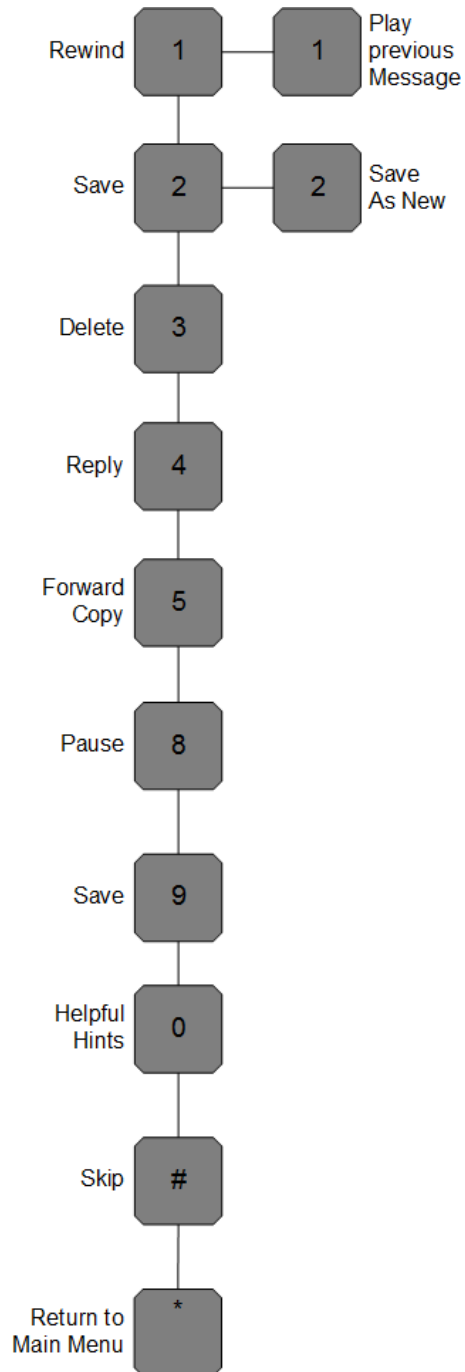 Rewind 1 1 Play
previous
Message
Save 2 2 Save
As New
Delete 3
Reply 4
Forward
Copy 5
Pause 8
Save 9
Helpful
Hints 0
Skip #
Return to
Main Menu *